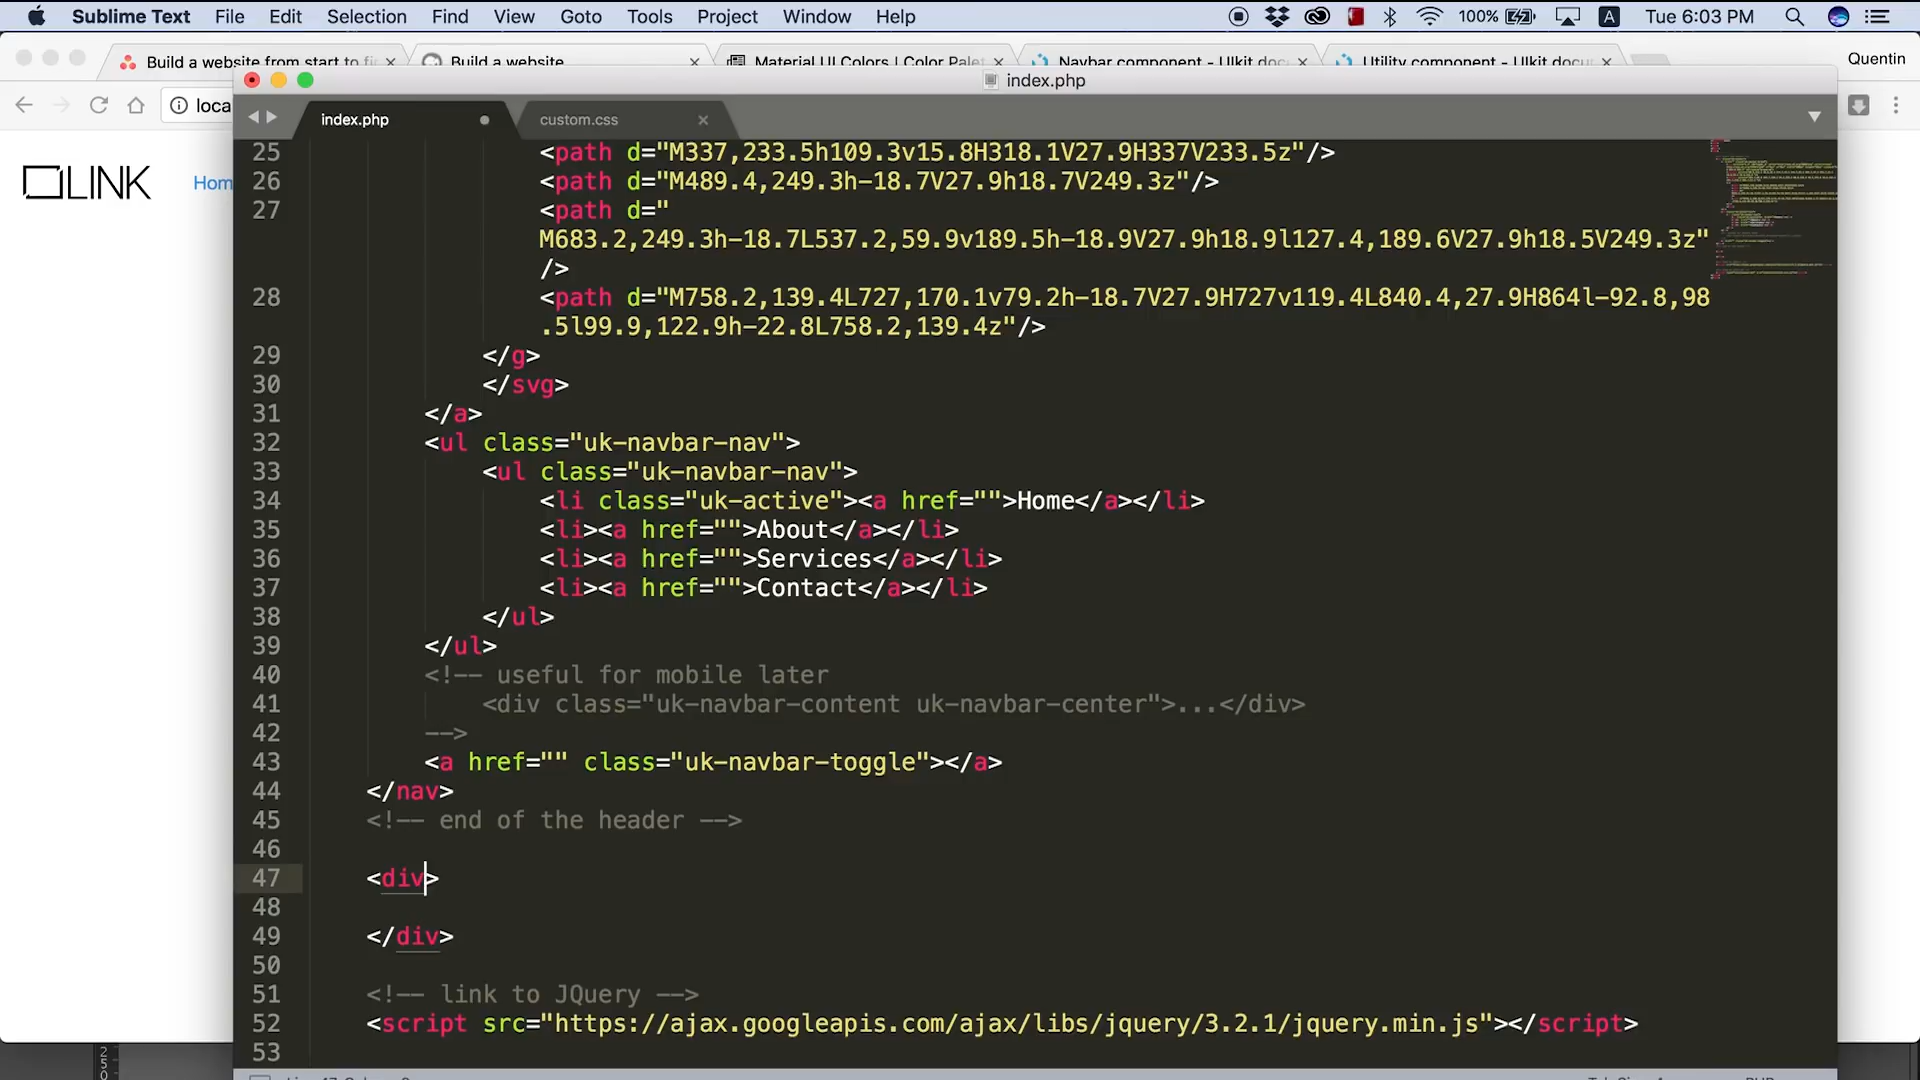 Sublime Text File Edit Selection Find View Goto Tools Project Window Help 100% A Tue 6:03 PM
Build a website from start to fi Build a website Material UI Colors | Color Pale Navbar component - UIkit docu Utility component - UIkit docu Quentin
index.php
loca
index.php custom.css
LINK Hom
25 <path d="M337,233.5h109.3v15.8H318.1V27.9H337V233.5z"/>
26 <path d="M489.4,249.3h-18.7V27.9h18.7V249.3z"/>
27 <path d="
M683.2,249.3h-18.7L537.2,59.9v189.5h-18.9V27.9h18.9l127.4,189.6V27.9h18.5V249.3z"
/>
28 <path d="M758.2,139.4L727,170.1v79.2h-18.7V27.9H727v119.4L840.4,27.9H864l-92.8,98
.5l99.9,122.9h-22.8L758.2,139.4z"/>
29 </g>
30 </svg>
31 </a>
32 <ul class="uk-navbar-nav">
33 <ul class="uk-navbar-nav">
34 <li class="uk-active"><a href="">Home</a></li>
35 <li><a href="">About</a></li>
36 <li><a href="">Services</a></li>
37 <li><a href="">Contact</a></li>
38 </ul>
39 </ul>
40 <!-- useful for mobile later
41 <div class="uk-navbar-content uk-navbar-center">...</div>
42 -->
43 <a href="" class="uk-navbar-toggle"></a>
44 </nav>
45 <!-- end of the header -->
46
47 <div>
48
49 </div>
50
51 <!-- link to JQuery -->
52 <script src="https://ajax.googleapis.com/ajax/libs/jquery/3.2.1/jquery.min.js"></script>
53